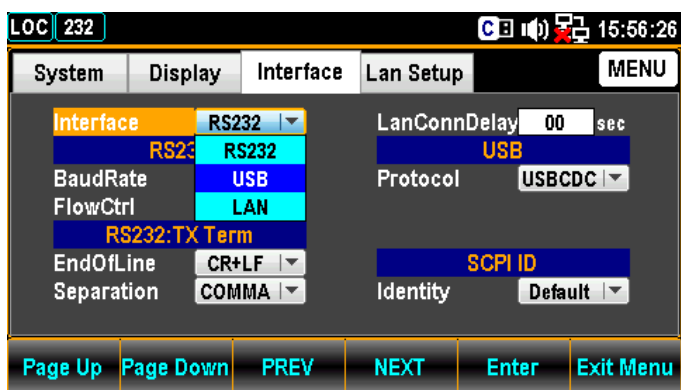 LOC 232 C 15:56:26
System Display Interface Lan Setup MENU
Interface RS232 LanConnDelay 00 sec
RS23 RS232 USB
BaudRate USB Protocol USBCDC
FlowCtrl LAN
RS232:TX Term
EndOfLine CR+LF SCPI ID
Separation COMMA Identity Default
Page Up Page Down PREV NEXT Enter Exit Menu